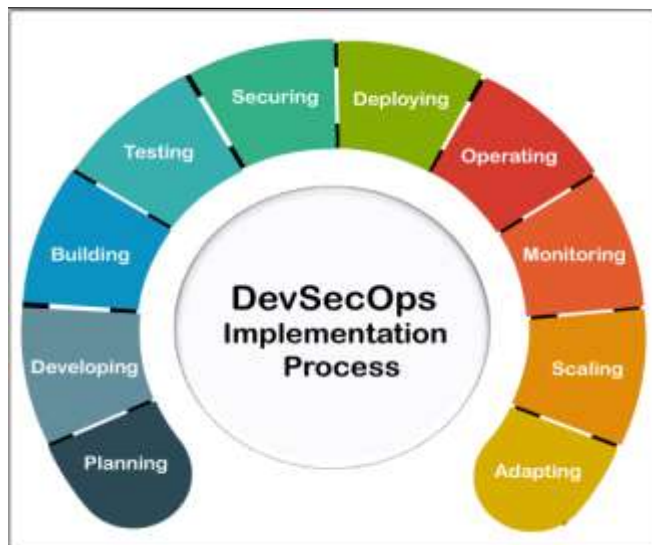 DevSecOps
Implementation
Process
Planning
Developing
Building
Testing
Securing
Deploying
Operating
Monitoring
Scaling
Adapting